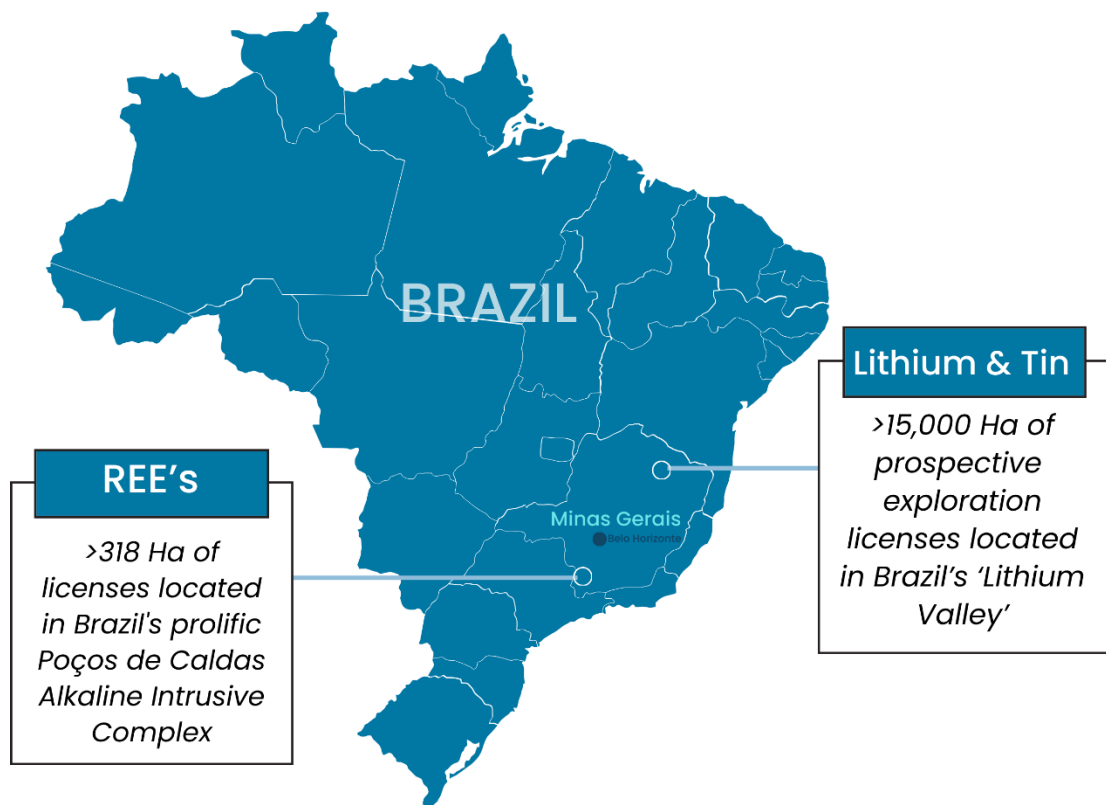 BRAZIL
Lithium & Tin
>15,000 Ha of
prospective
exploration
licenses located
in Brazil’s ‘Lithium
Valley’
REE’s
>318 Ha of
licenses located
in Brazil's prolific
Poços de Caldas
Alkaline Intrusive
Complex
Minas Gerais
Belo Horizonte